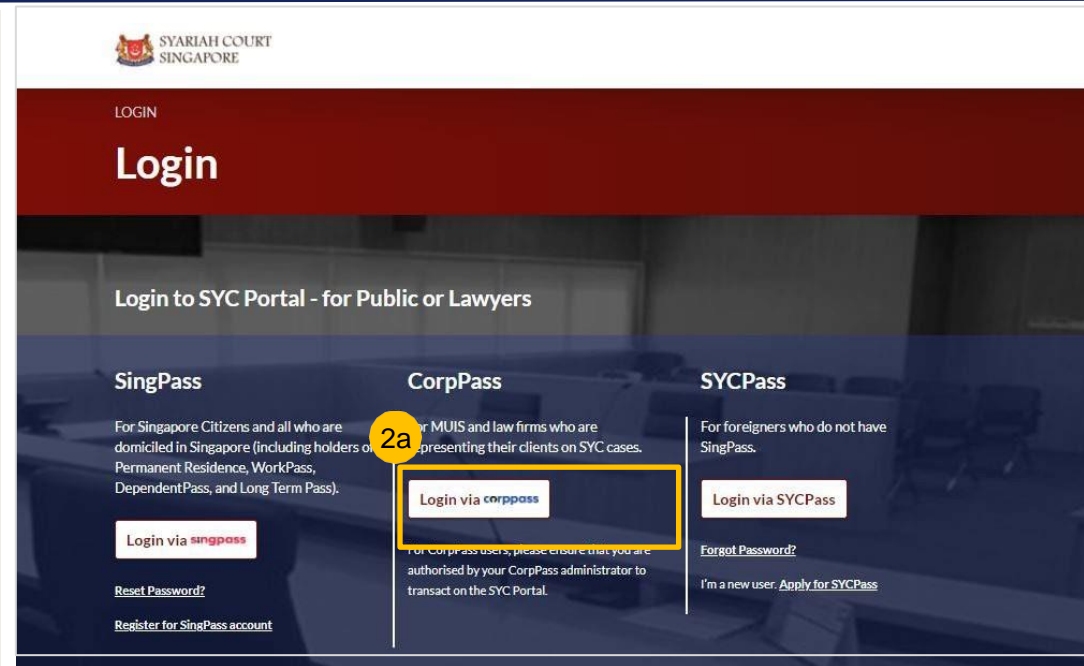 SYARIAH COURT
SINGAPORE
LOGIN
Login
Login to SYC Portal - for Public or Lawyers
SingPass
For Singapore Citizens and all who are
domiciled in Singapore (including holders of
Permanent Residence, WorkPass,
DependentPass, and Long Term Pass).
Login via singpass
Reset Password?
Register for SingPass account
CorpPass
2a
or MUIS and law firms who are
representing their clients on SYC cases.
Login via corppass
For CorpPass users, please ensure that you are
authorised by your CorpPass administrator to
transact on the SYC Portal.
SYCPass
For foreigners who do not have
SingPass.
Login via SYCPass
Forgot Password?
I'm a new user. Apply for SYCPass